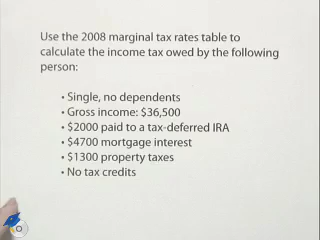 Use the 2008 marginal tax rates table to
calculate the income tax owed by the following
person:
• Single, no dependents
• Gross income: $36,500
• $2000 paid to a tax-deferred IRA
• $4700 mortgage interest
• $1300 property taxes
• No tax credits